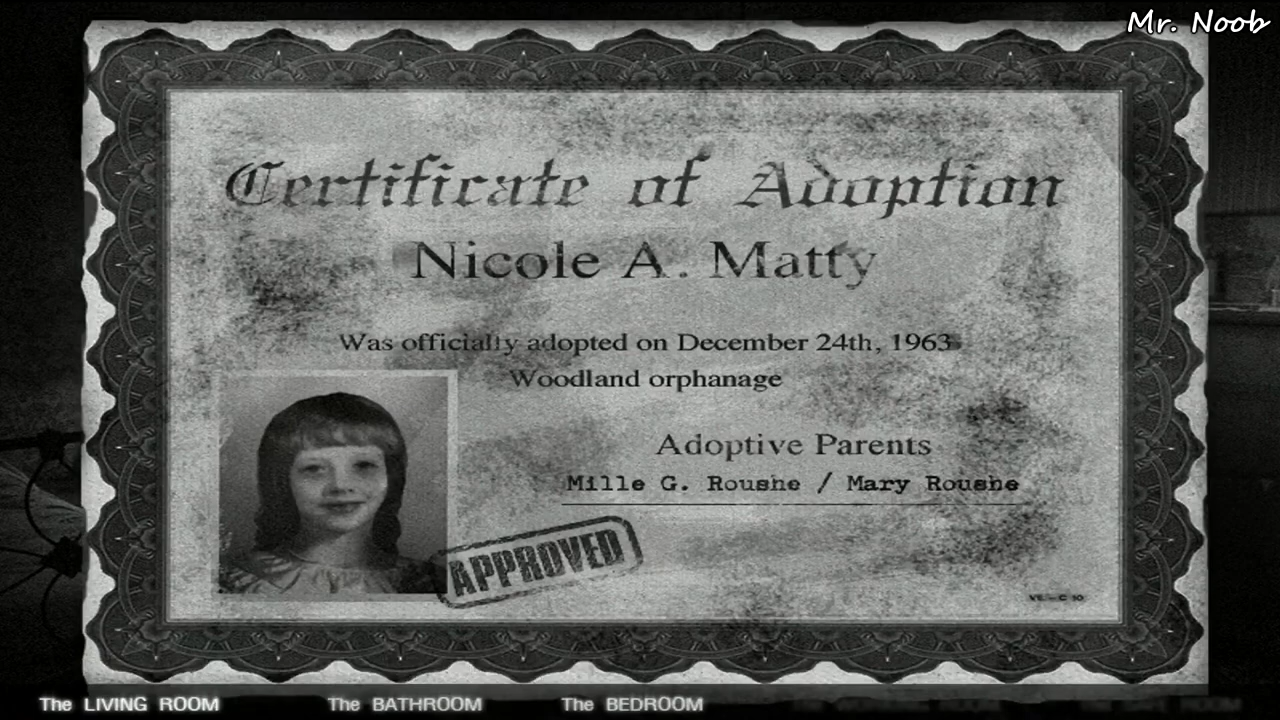 Mr. Noob
Certificate of Adoption
Nicole A. Matty
Was officially adopted on December 24th, 1963
Woodland orphanage
Adoptive Parents
Mille G. Roushe / Mary Roushe
APPROVED
The LIVING ROOM
The BATHROOM
The BEDROOM